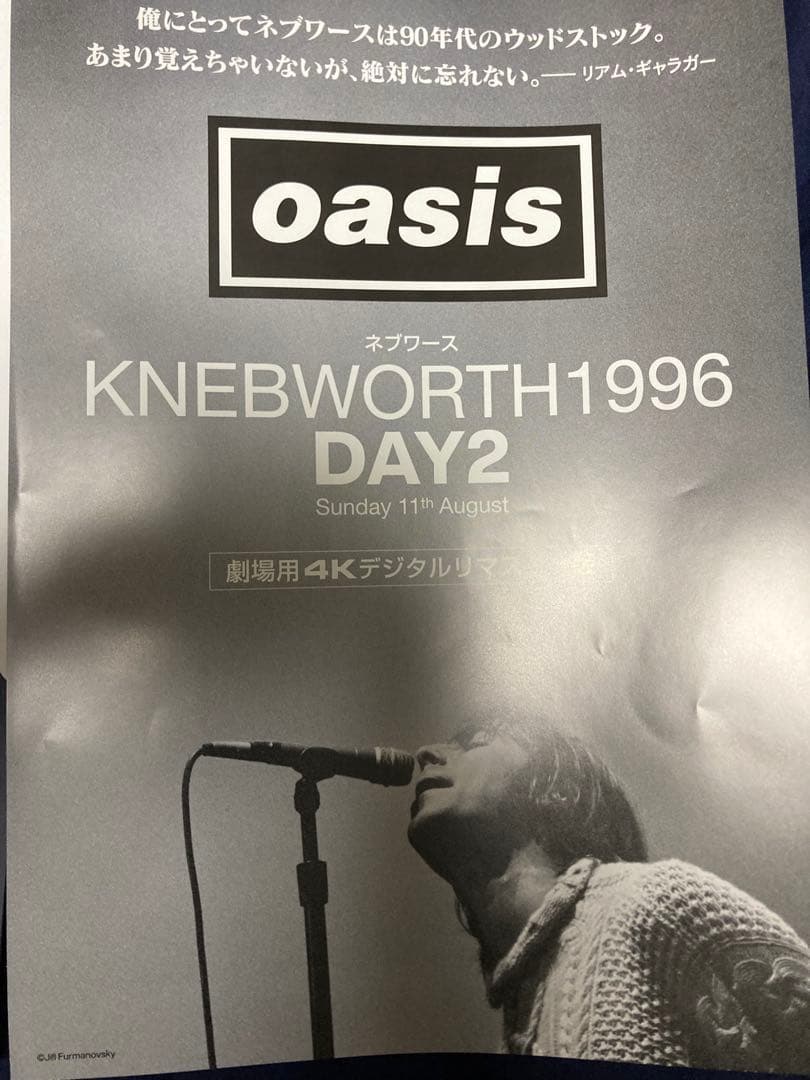 俺にとってネブワースは90年代のウッドストック。
あまり覚えちゃいないが、絶対に忘れない。── リアム・ギャラガー
oasis
ネブワース
KNEBWORTH1996
DAY2
Sunday 11th August
劇場用4Kデジタルリマ
©Jill Furmanovsky